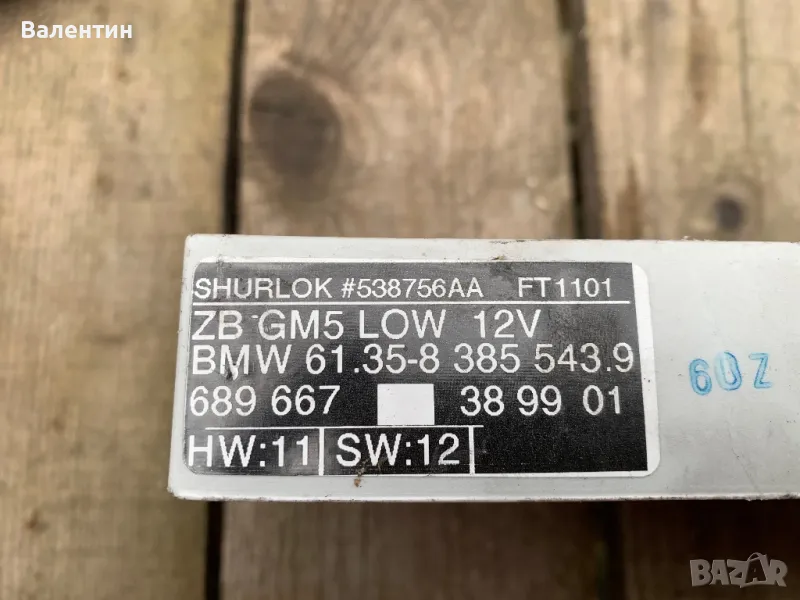 Валентин
SHURLOK #538756AA FT1101
ZB GM5 LOW 12V
BMW 61.35-8 385 543.9
689 667 38 99 01
HW:11 SW:12
60Z
BAZAR